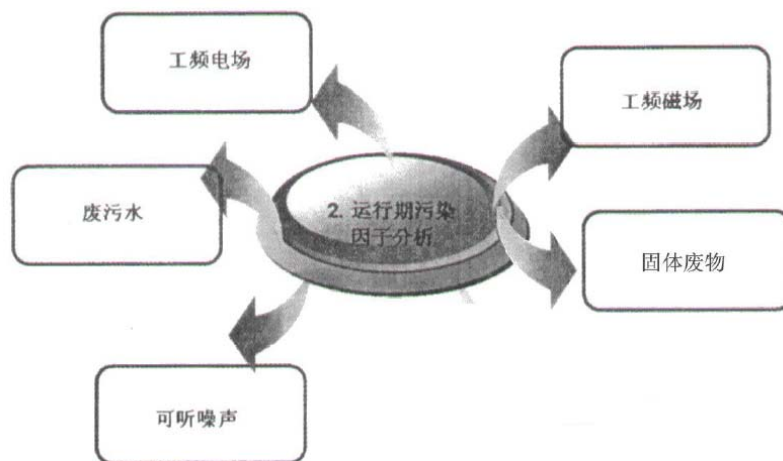 工频电场
工频磁场
废污水
2. 运行期污染
因于分析
固体废物
可听噪声